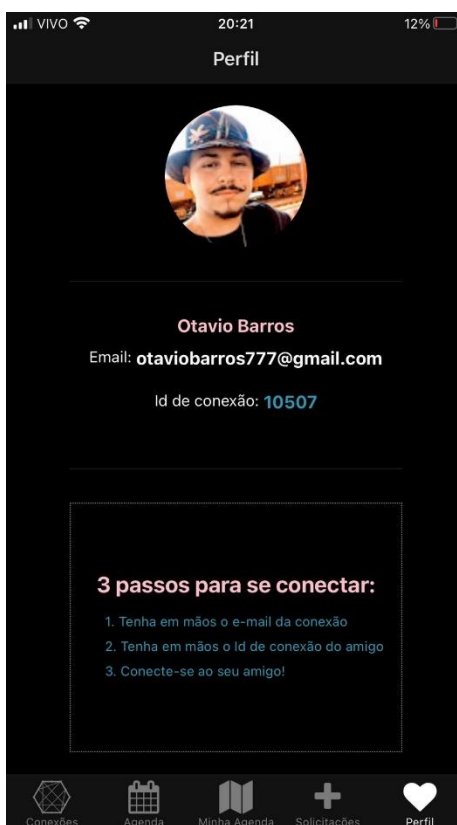 VIVO 20:21 12%
Perfil
Otavio Barros
Email: otaviobarros777@gmail.com
Id de conexão: 10507
3 passos para se conectar:
1. Tenha em mãos o e-mail da conexão
2. Tenha em mãos o Id de conexão do amigo
3. Conecte-se ao seu amigo!
Conexões Agenda Minha Agenda Solicitações Perfil